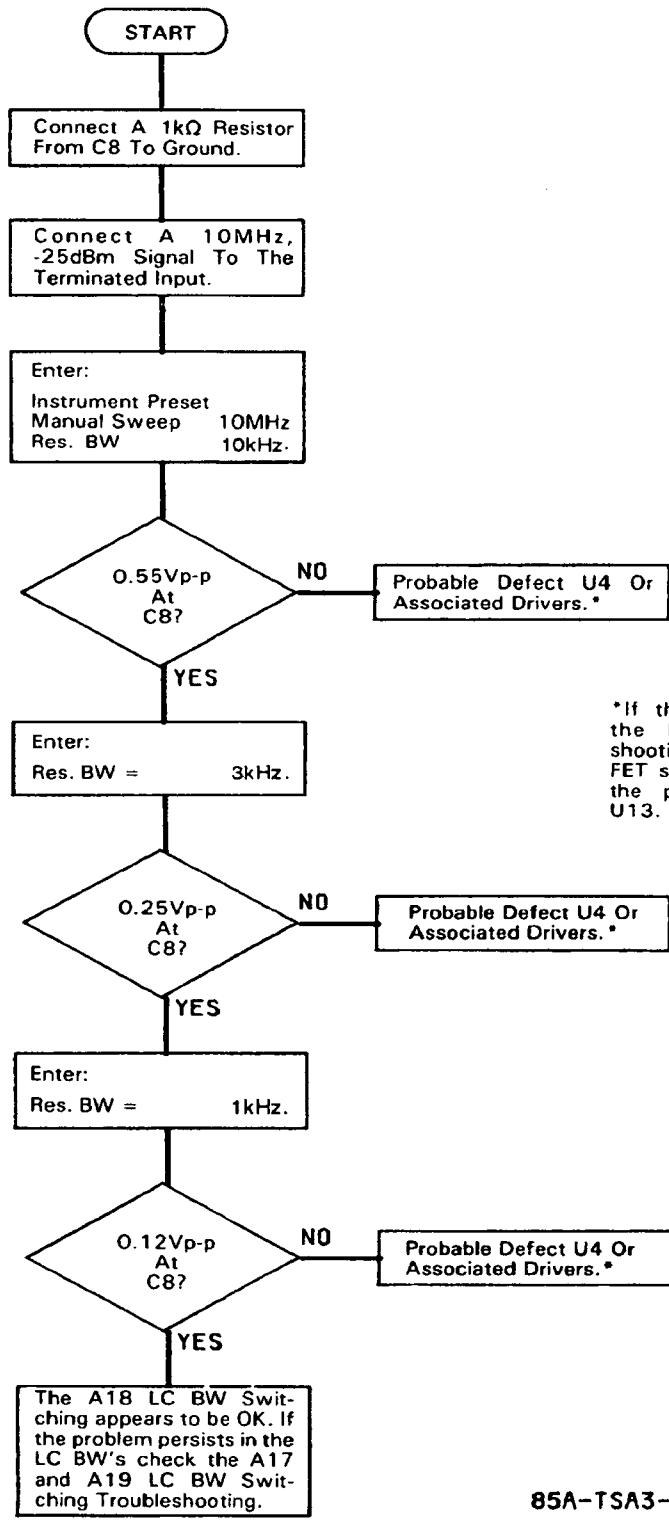 START
Connect A 1kΩ Resistor
From C8 To Ground.
Connect A 10MHz,
-25dBm Signal To The
Terminated Input.
Enter:
Instrument Preset
Manual Sweep 10MHz
Res. BW 10kHz.
0.55Vp-p
At
C8?
NO
Probable Defect U4 Or
Associated Drivers.*
YES
*If th
the
shooti
FET s
the p
U13.
Enter:
Res. BW = 3kHz.
0.25Vp-p
At
C8?
NO
Probable Defect U4 Or
Associated Drivers.*
YES
Enter:
Res. BW = 1kHz.
0.12Vp-p
At
C8?
NO
Probable Defect U4 Or
Associated Drivers.*
YES
The A18 LC BW Swit-
ching appears to be OK. If
the problem persists in the
LC BW's check the A17
and A19 LC BW Swit-
ching Troubleshooting.
85A-TSA3-